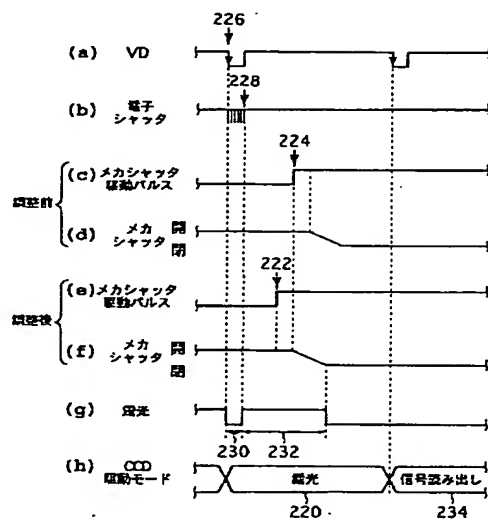 226
(a) VD
228
(b) 電子
シャッタ
224
調整前
(c) メカシャッタ
駆動パルス
(d) メカ
シャッタ
開
閉
222
調整後
(e) メカシャッタ
駆動パルス
(f) メカ
シャッタ
開
閉
(g) 露光
230 232
(h) CCD
駆動モード
露光 信号読み出し
220 234